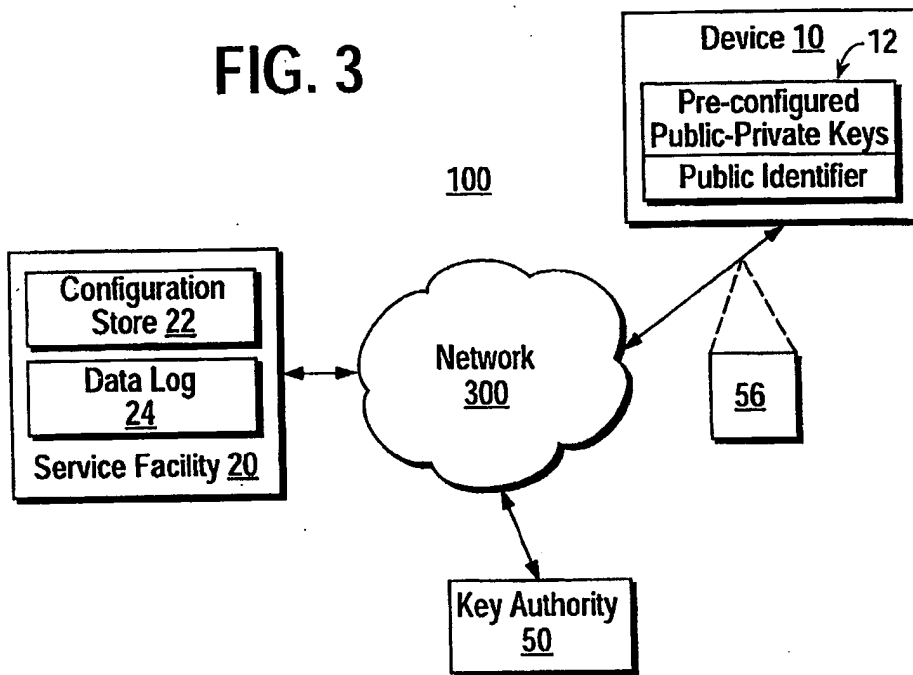 FIG. 3
Device 10
12
Pre-configured
Public-Private Keys
Public Identifier
100
Configuration
Store 22
Data Log
24
Service Facility 20
Network
300
56
Key Authority
50